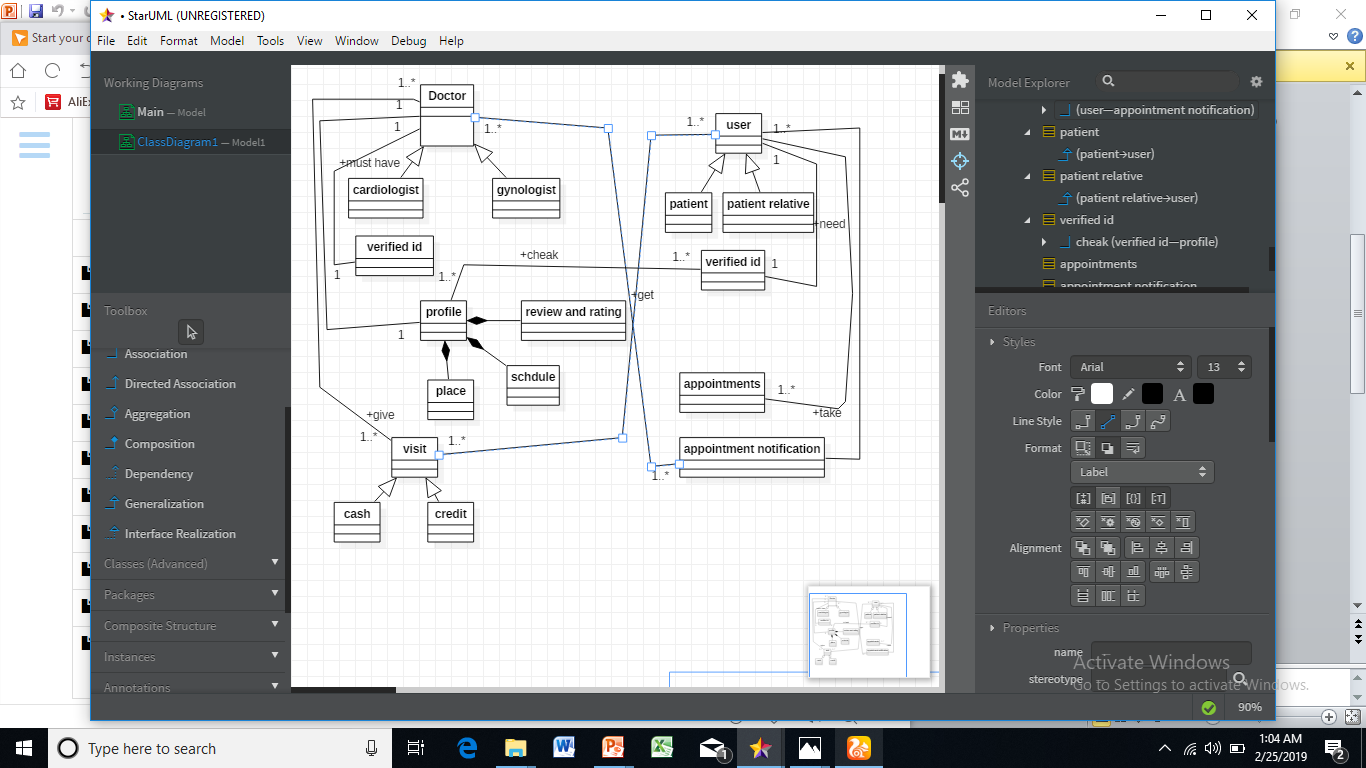 • StarUML (UNREGISTERED)
File Edit Format Model Tools View Window Debug Help
Start your
AliEx
Working Diagrams
Main — Model
ClassDiagram1 — Model1
Toolbox
Association
Directed Association
Aggregation
Composition
Dependency
Generalization
Interface Realization
Classes (Advanced)
Packages
Composite Structure
Instances
Annotations
1..*
Doctor
1
1
1..*
+must have
cardiologist
gynologist
verified id
1
1..*
+cheak
profile
review and rating
1
schdule
place
+give
1..*
visit
1..*
cash
credit
1..*
user
1..*
1
patient
patient relative
+need
1..*
verified id
1
+get
appointments
1..*
+take
appointment notification
1..*
Model Explorer
(user—appointment notification)
patient
(patient→user)
patient relative
(patient relative→user)
verified id
cheak (verified id—profile)
appointments
appointment notification
Editors
Styles
Font Arial 13
Color A
Line Style
Format
Label
Alignment
Properties
name
stereotype
Activate Windows
Go to Settings to activate Windows.
90%
Type here to search
1
1:04 AM
2/25/2019
2